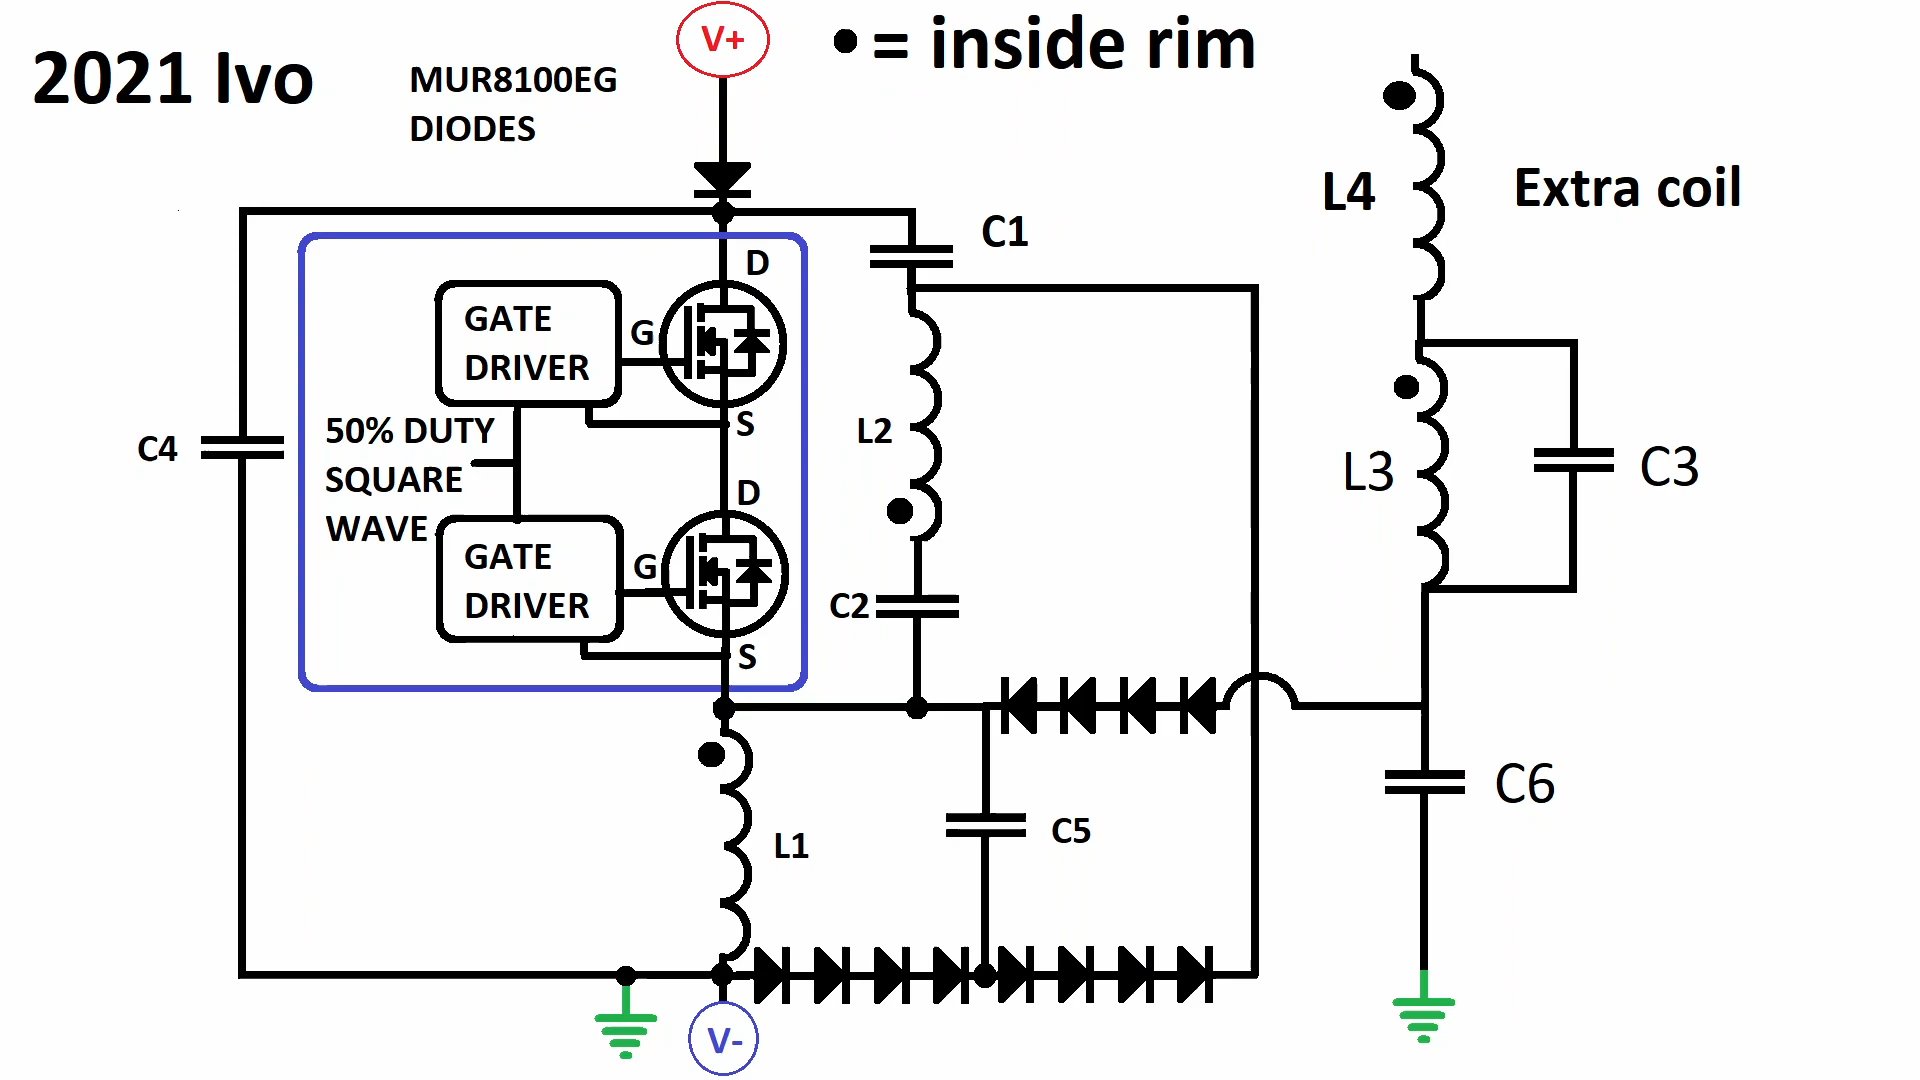 2021 Ivo
MUR8100EG
DIODES
V+
● = inside rim
L4
Extra coil
C1
D
GATE
DRIVER
G
S
C4
50% DUTY
SQUARE
WAVE
L2
L3
C3
D
GATE
DRIVER
G
S
C2
C6
C5
L1
V-